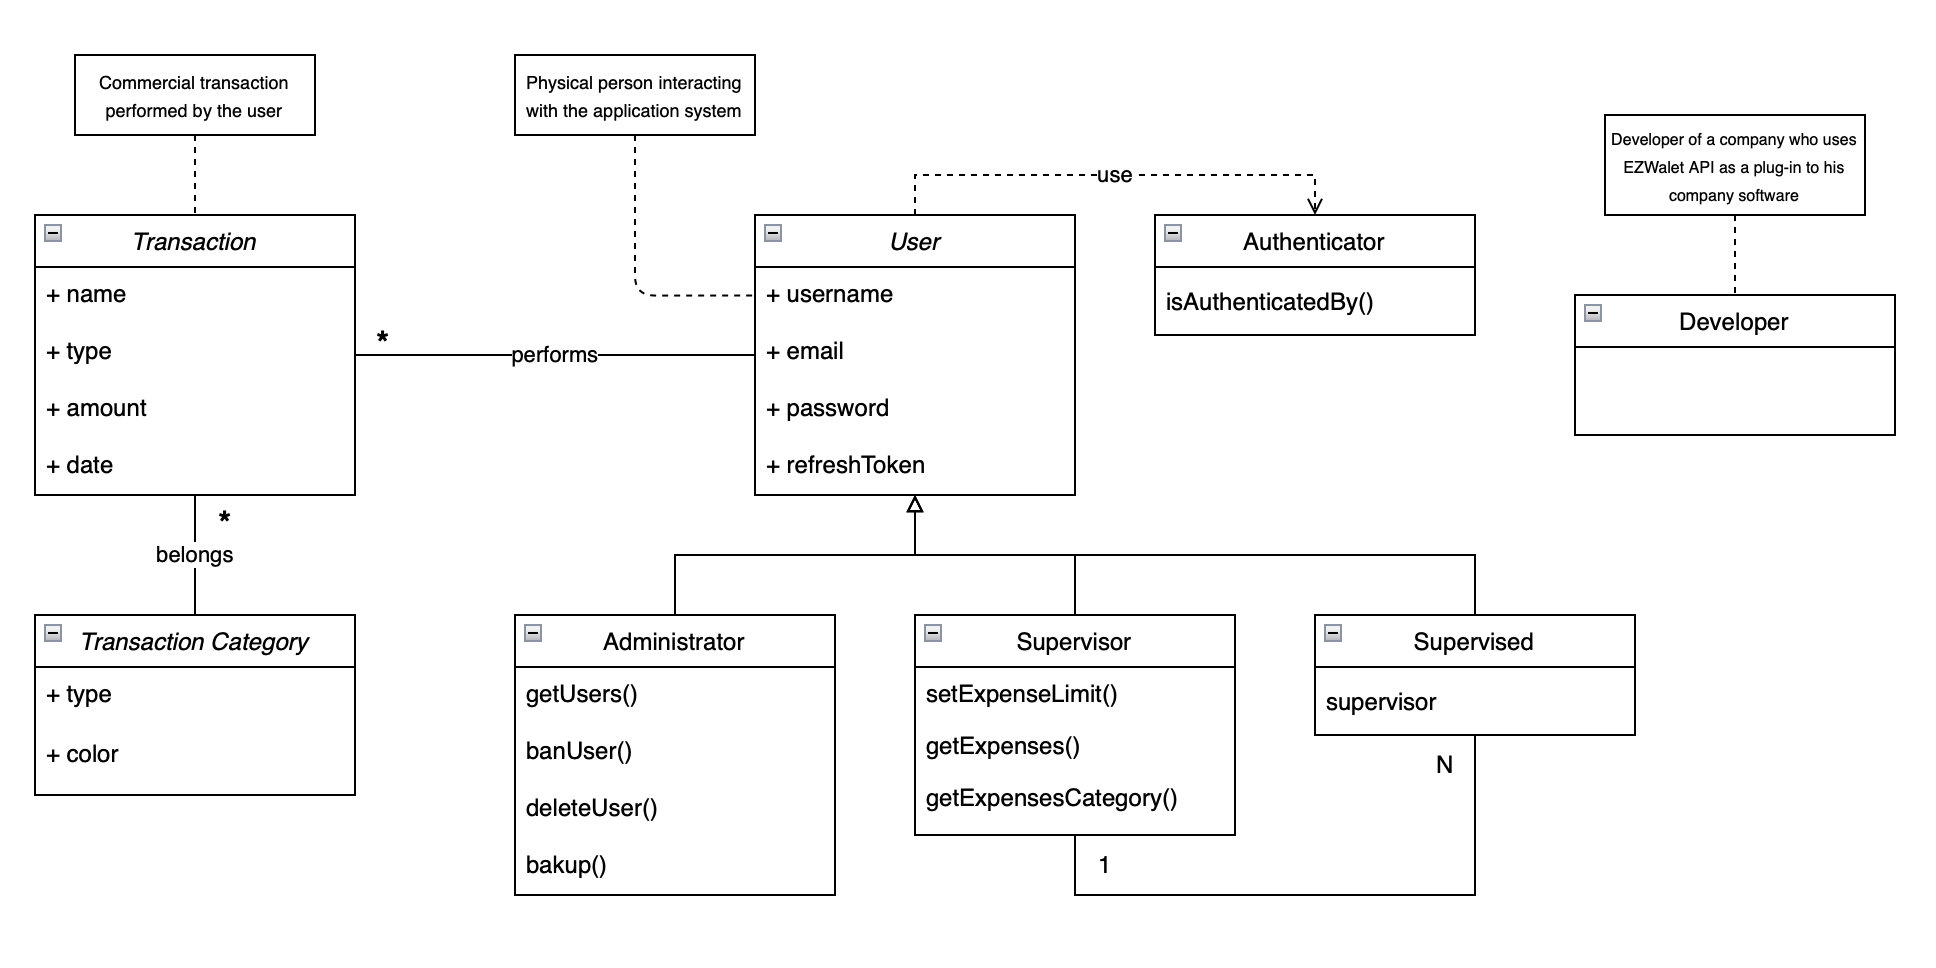 Commercial transaction
performed by the user
Physical person interacting
with the application system
Developer of a company who uses
EZWalet API as a plug-in to his
company software
use
Transaction
+ name
+ type
+ amount
+ date
*
performs
User
+ username
+ email
+ password
+ refreshToken
Authenticator
isAuthenticatedBy()
Developer
*
belongs
Transaction Category
+ type
+ color
Administrator
getUsers()
banUser()
deleteUser()
bakup()
Supervisor
setExpenseLimit()
getExpenses()
getExpensesCategory()
1
Supervised
supervisor
N